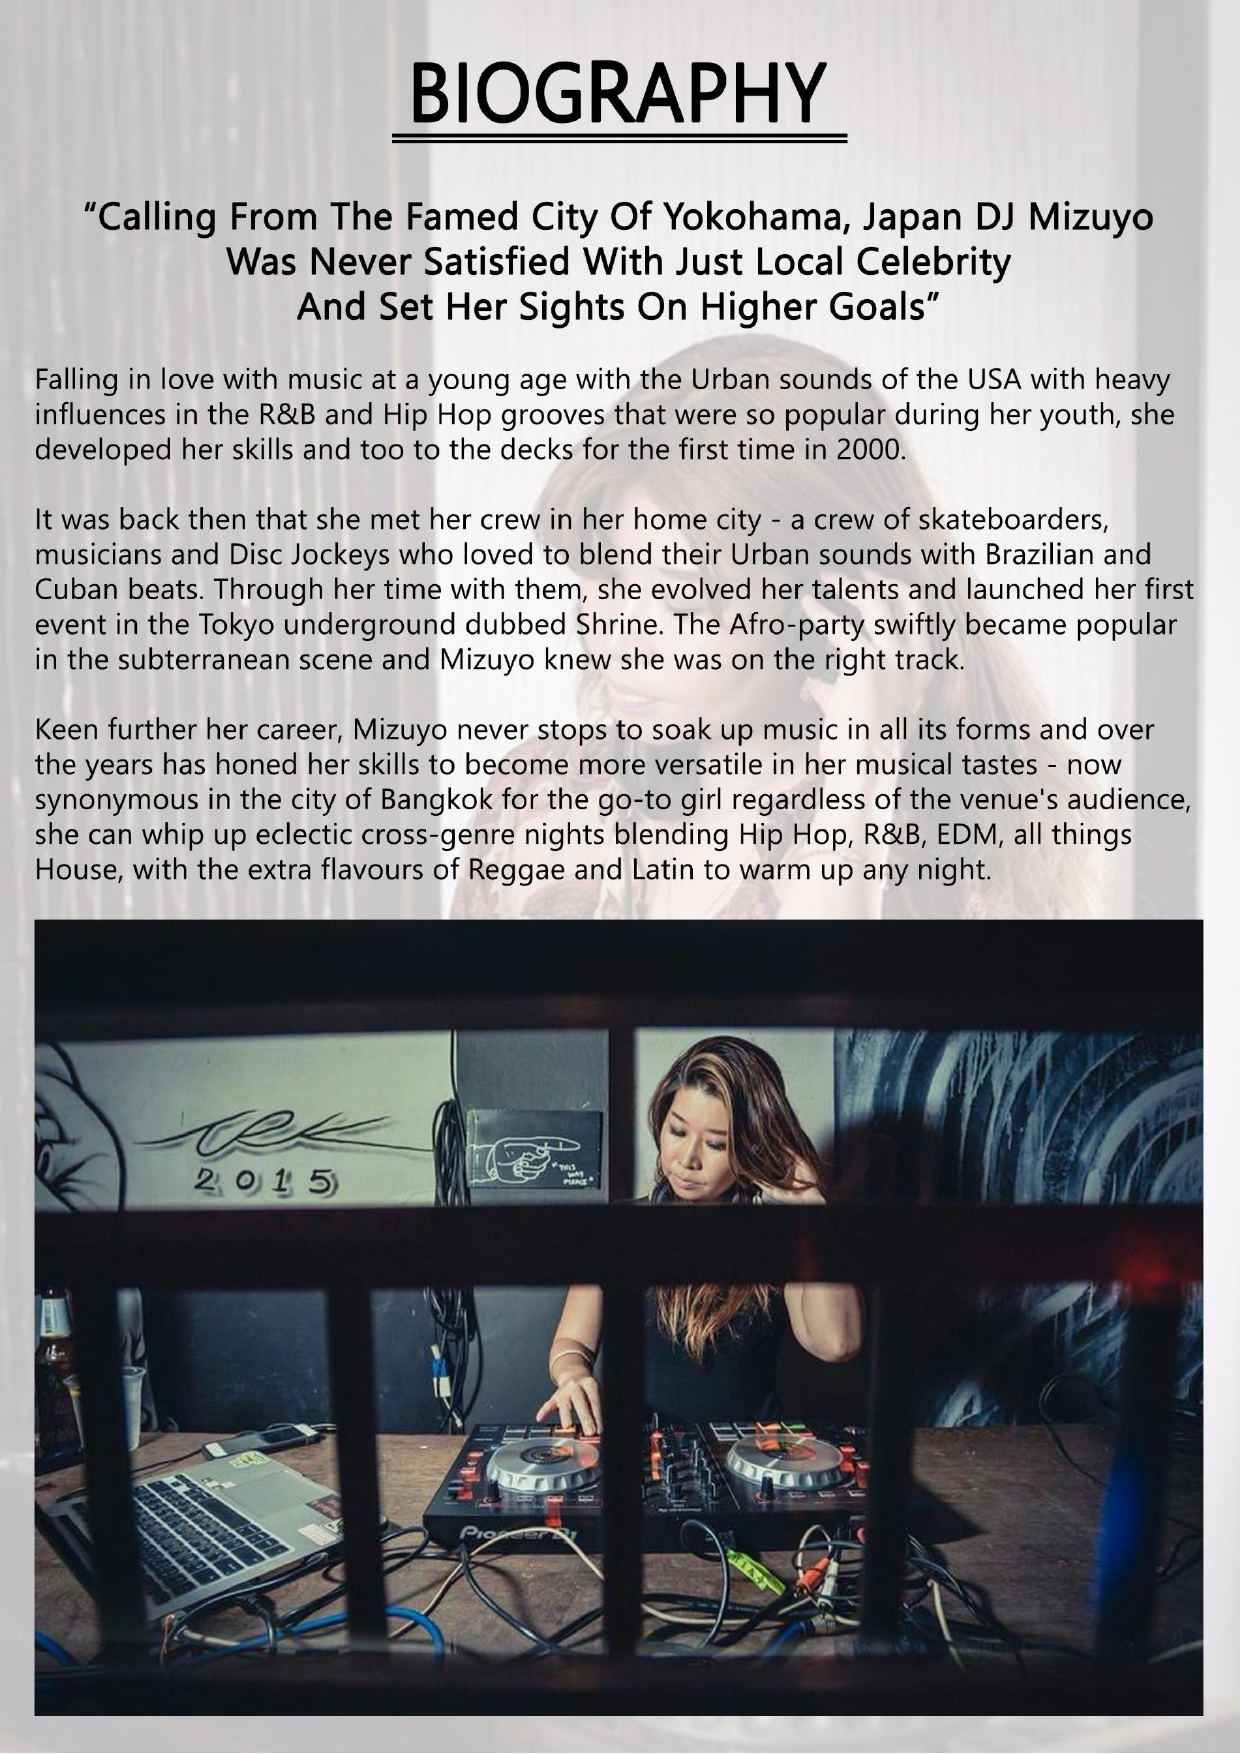 BIOGRAPHY
“Calling From The Famed City Of Yokohama, Japan DJ Mizuyo
Was Never Satisfied With Just Local Celebrity
And Set Her Sights On Higher Goals”
Falling in love with music at a young age with the Urban sounds of the USA with heavy
influences in the R&B and Hip Hop grooves that were so popular during her youth, she
developed her skills and too to the decks for the first time in 2000.
It was back then that she met her crew in her home city - a crew of skateboarders,
musicians and Disc Jockeys who loved to blend their Urban sounds with Brazilian and
Cuban beats. Through her time with them, she evolved her talents and launched her first
event in the Tokyo underground dubbed Shrine. The Afro-party swiftly became popular
in the subterranean scene and Mizuyo knew she was on the right track.
Keen further her career, Mizuyo never stops to soak up music in all its forms and over
the years has honed her skills to become more versatile in her musical tastes - now
synonymous in the city of Bangkok for the go-to girl regardless of the venue's audience,
she can whip up eclectic cross-genre nights blending Hip Hop, R&B, EDM, all things
House, with the extra flavours of Reggae and Latin to warm up any night.
2015
"THIS
WAY
PLEASE"
Pioneer DJ